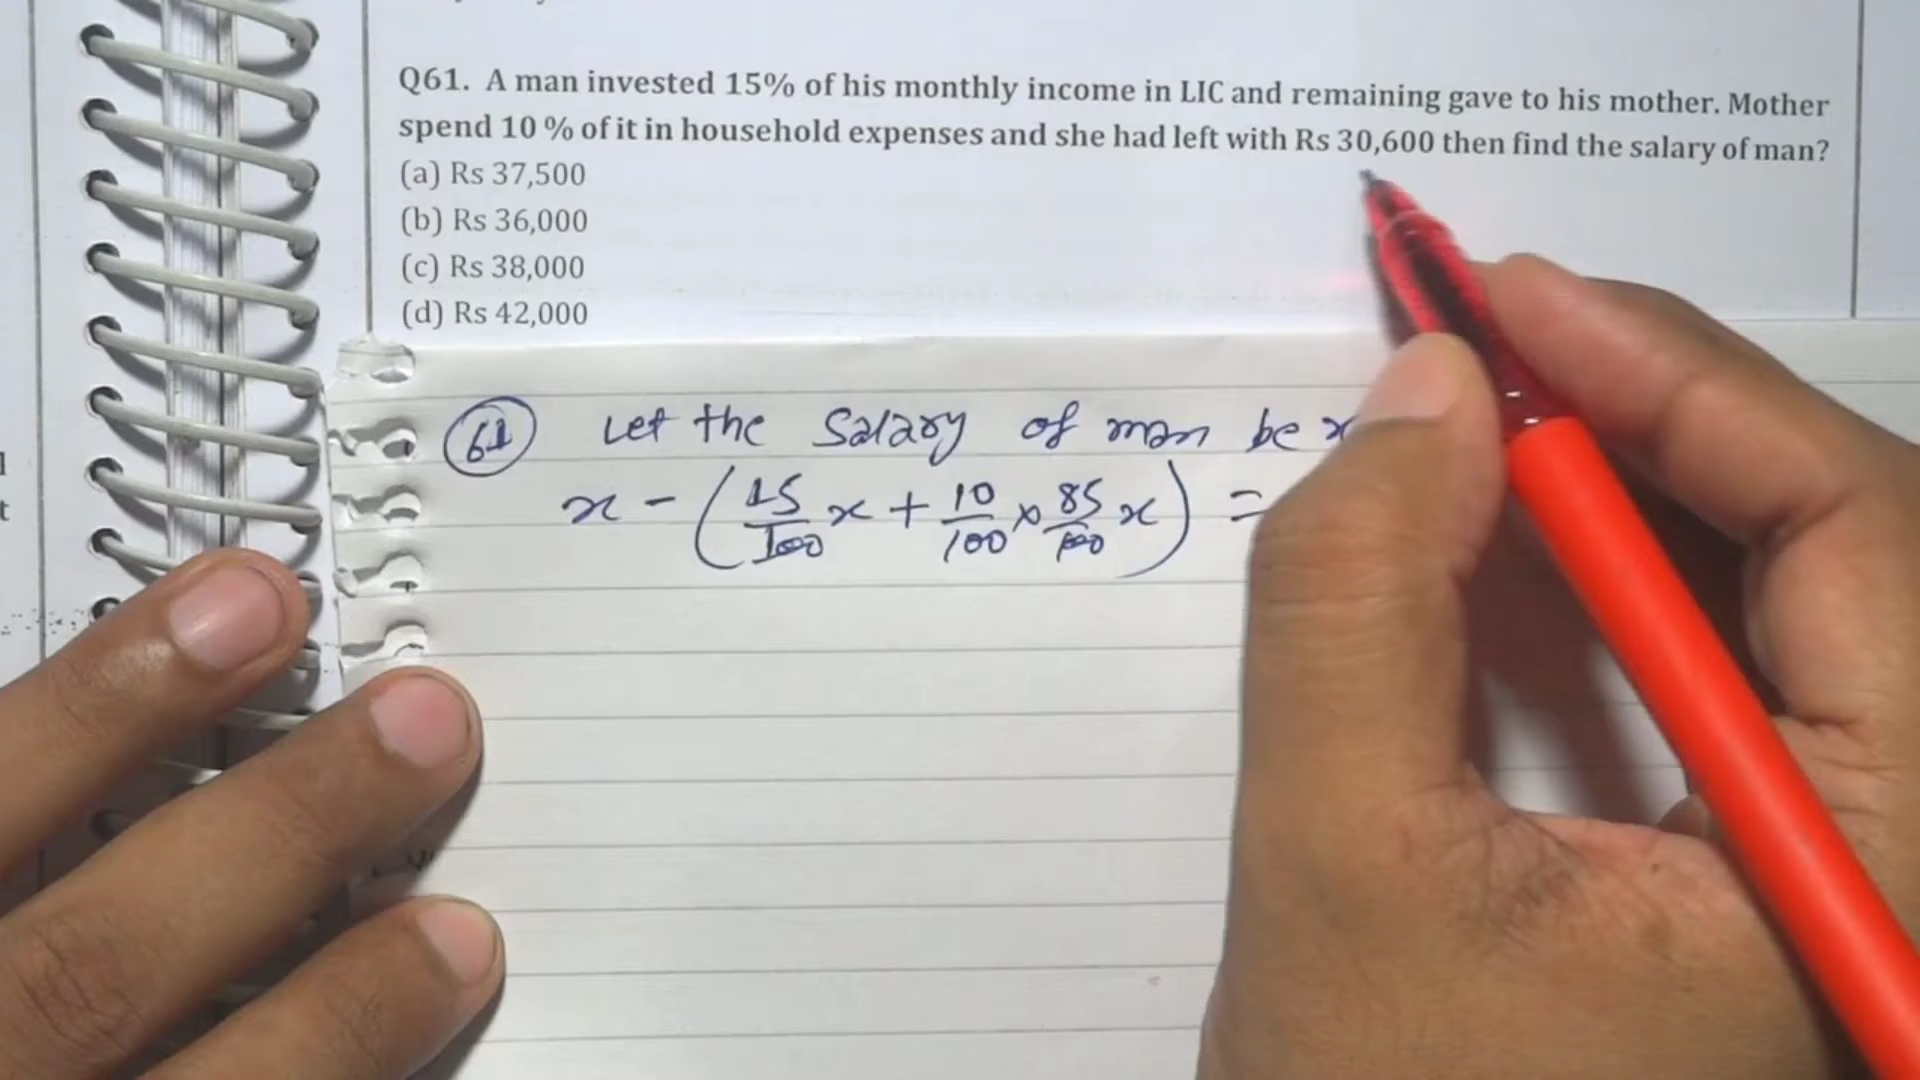 Q61. A man invested 15% of his monthly income in LIC and remaining gave to his mother. Mother
spend 10 % of it in household expenses and she had left with Rs 30,600 then find the salary of man?
(a) Rs 37,500
(b) Rs 36,000
(c) Rs 38,000
(d) Rs 42,000
61 Let the Salary of man be x
x - (15/100 x + 10/100 × 85/100 x) =